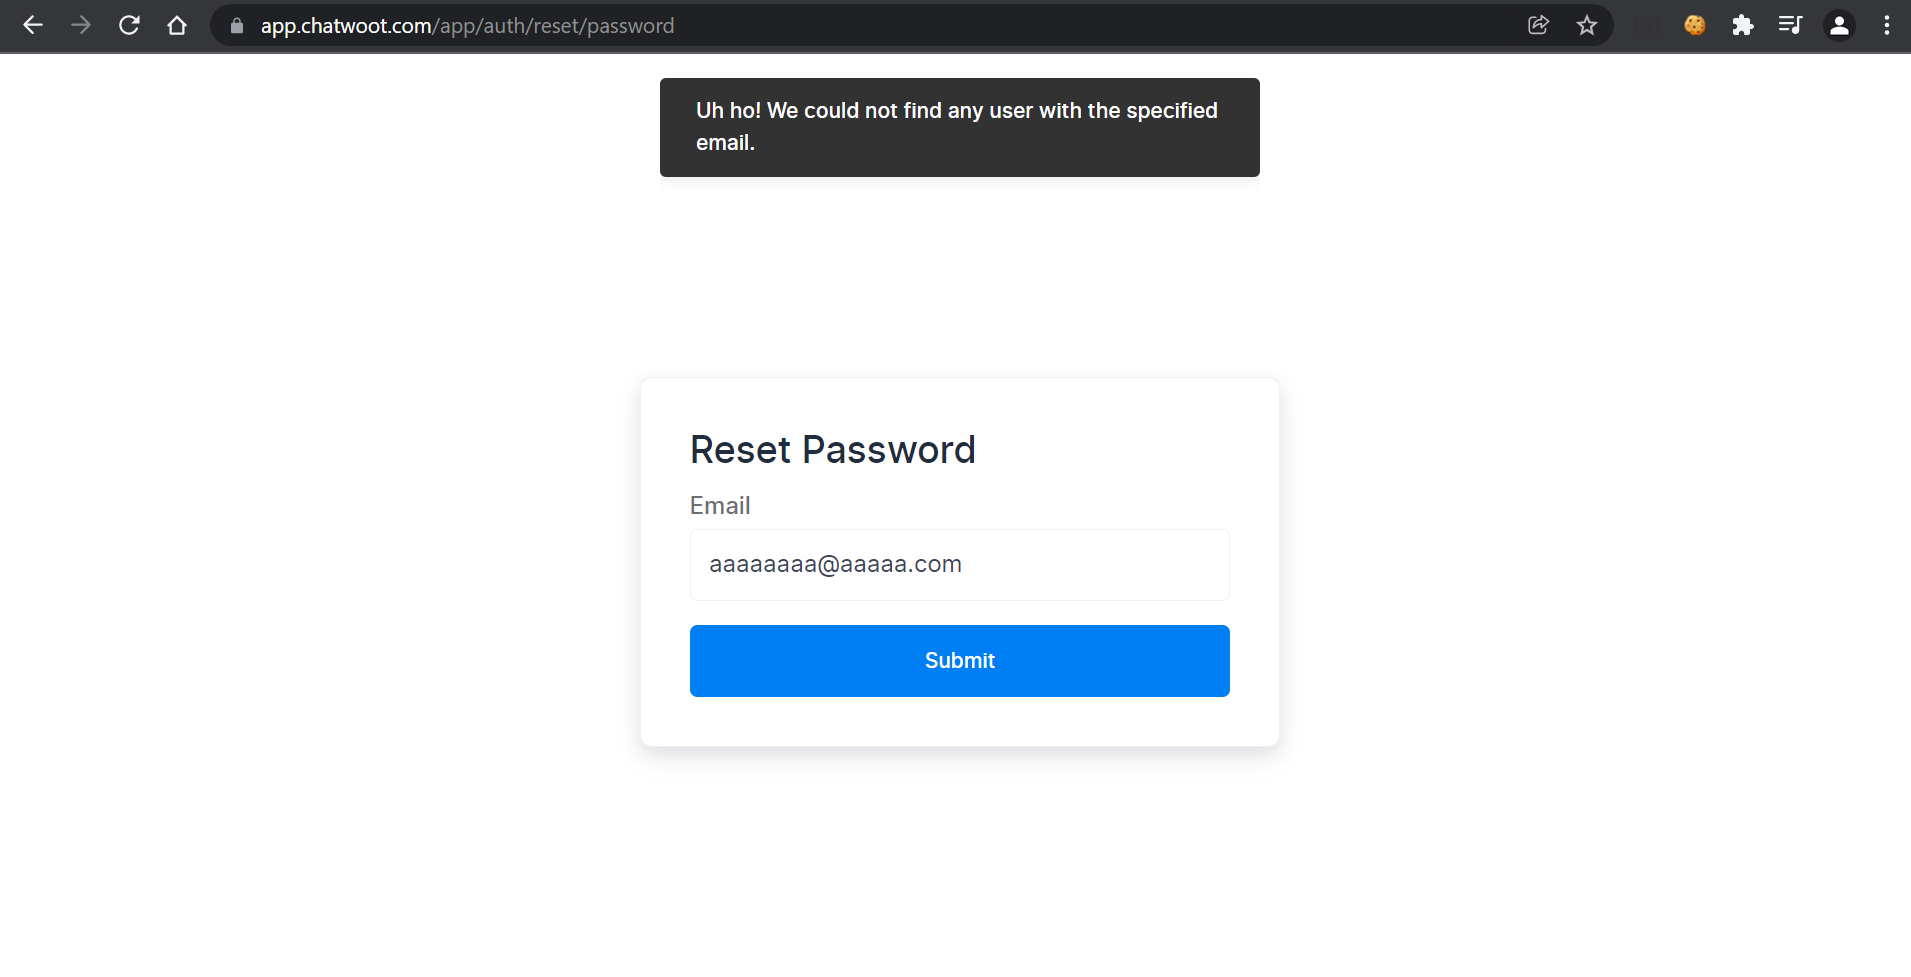 app.chatwoot.com/app/auth/reset/password
Uh ho! We could not find any user with the specified
email.
Reset Password
Email
aaaaaaaa@aaaaa.com
Submit